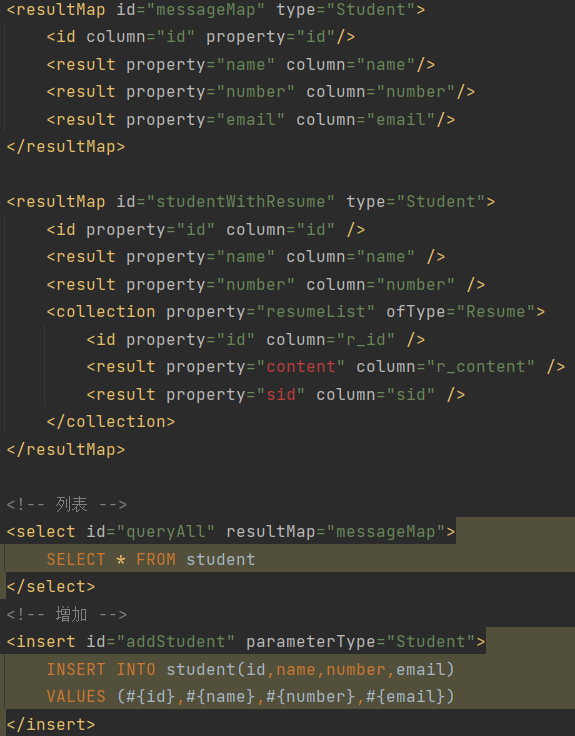 <resultMap id="messageMap" type="Student">
    <id column="id" property="id"/>
    <result property="name" column="name"/>
    <result property="number" column="number"/>
    <result property="email" column="email"/>
</resultMap>

<resultMap id="studentWithResume" type="Student">
    <id property="id" column="id" />
    <result property="name" column="name" />
    <result property="number" column="number" />
    <collection property="resumeList" ofType="Resume">
        <id property="id" column="r_id" />
        <result property="content" column="r_content" />
        <result property="sid" column="sid" />
    </collection>
</resultMap>

<!-- 列表 -->
<select id="queryAll" resultMap="messageMap">
    SELECT * FROM student
</select>
<!-- 增加 -->
<insert id="addStudent" parameterType="Student">
    INSERT INTO student(id,name,number,email)
    VALUES (#{id},#{name},#{number},#{email})
</insert>